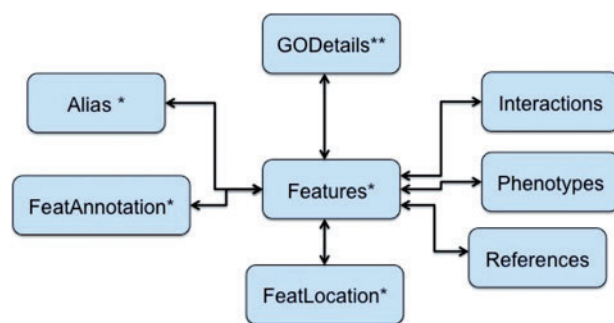 GODetails**
Alias *
Interactions
Features*
Phenotypes
FeatAnnotation*
References
FeatLocation*